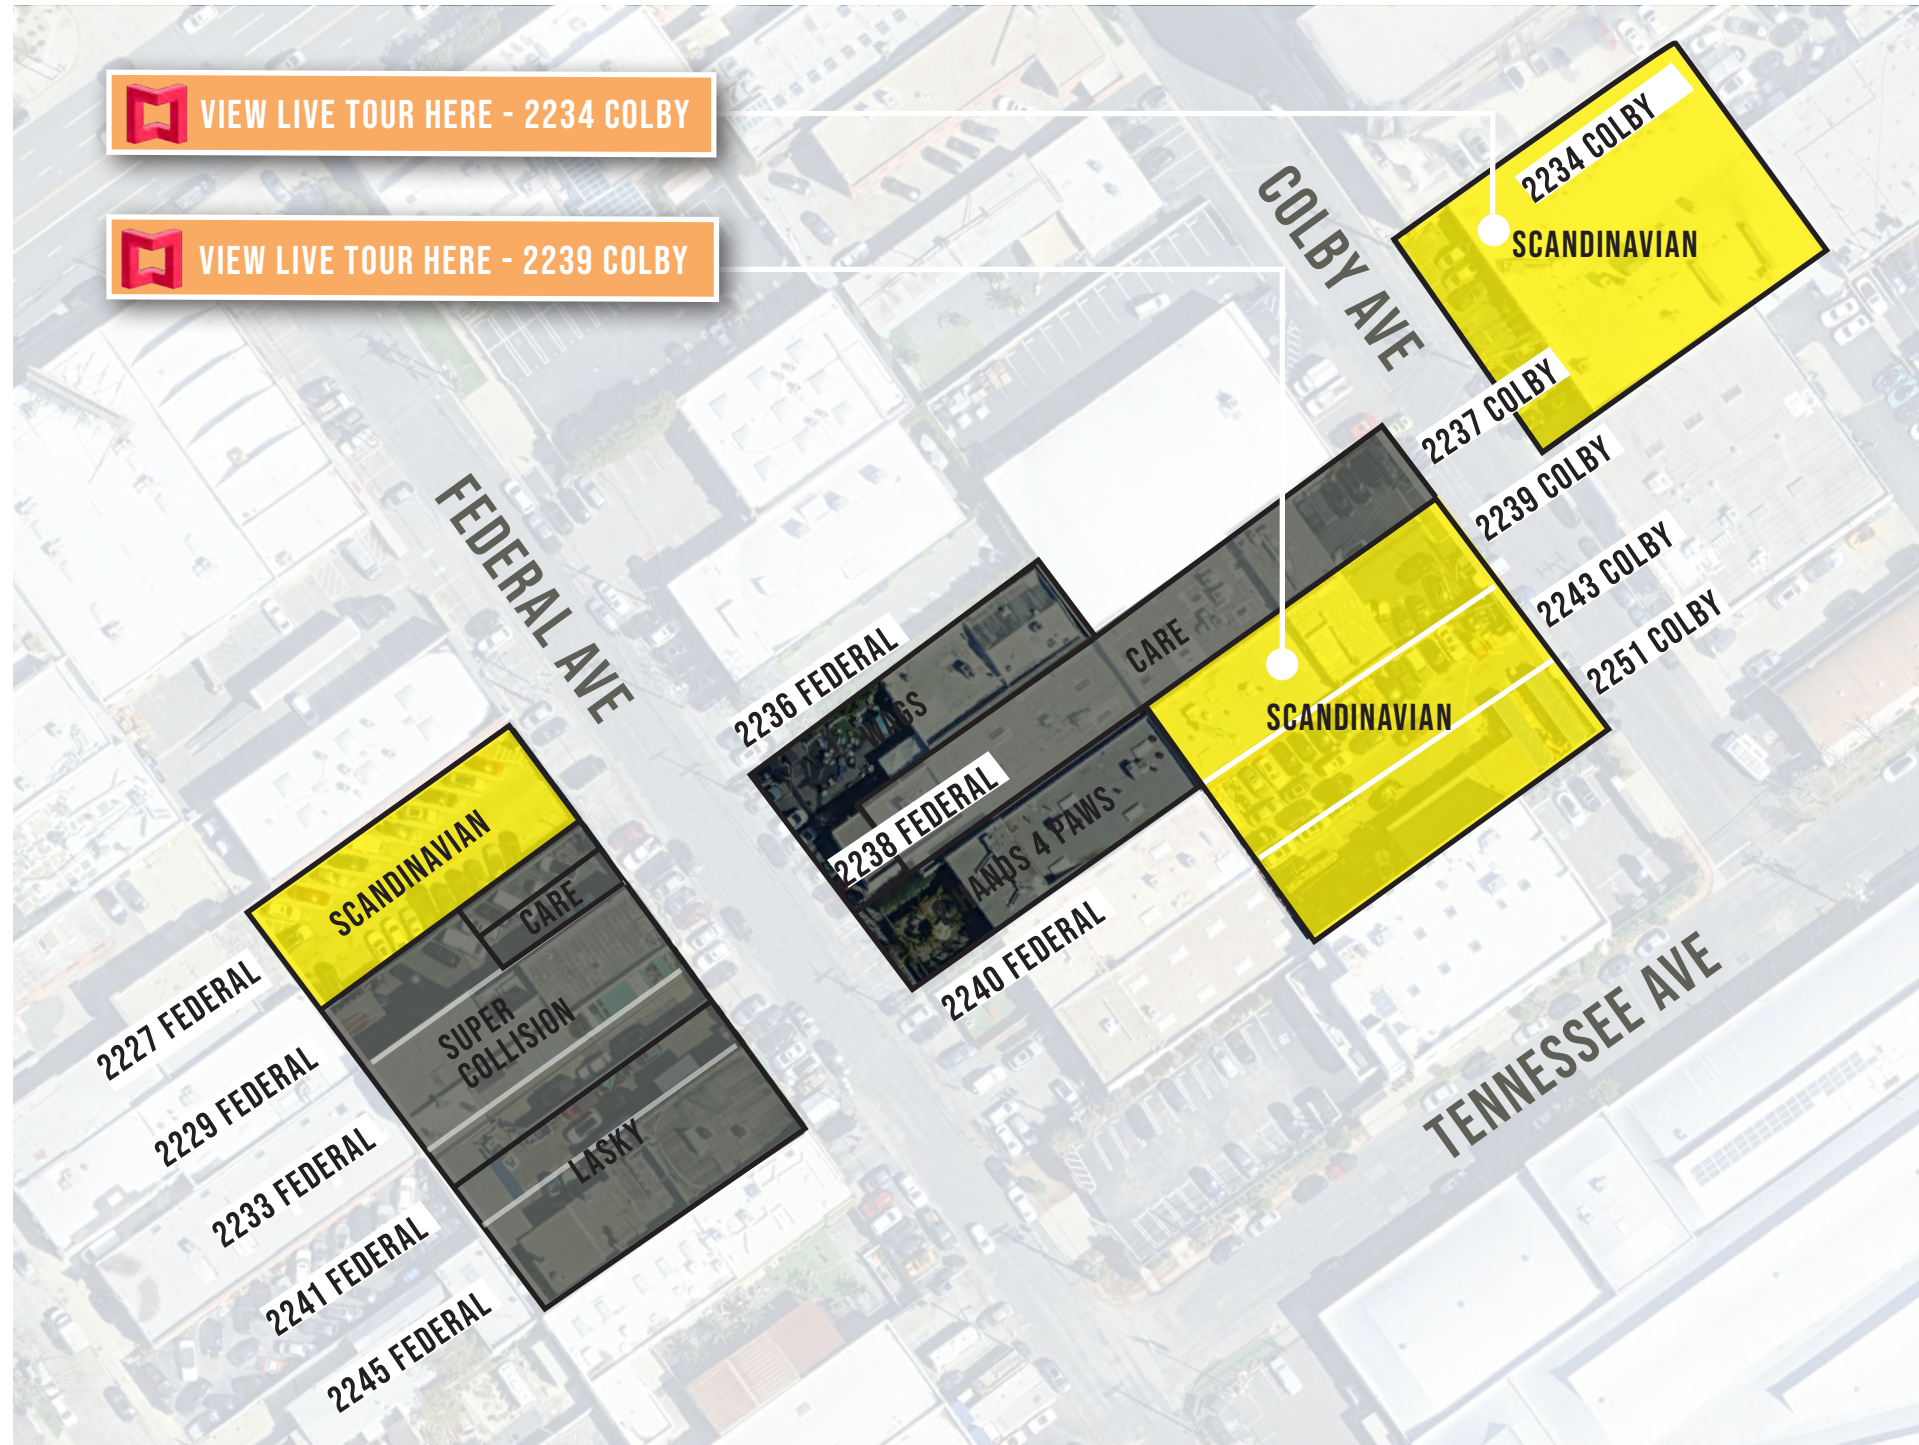 VIEW LIVE TOUR HERE - 2234 COLBY
VIEW LIVE TOUR HERE - 2239 COLBY
COLBY AVE
2234 COLBY
SCANDINAVIAN
2237 COLBY
2239 COLBY
2243 COLBY
2251 COLBY
FEDERAL AVE
2236 FEDERAL
WAGS
CARE
SCANDINAVIAN
2238 FEDERAL
HANDS 4 PAWS
2240 FEDERAL
SCANDINAVIAN
CARE
SUPER
COLLISION
LASKY
2227 FEDERAL
2229 FEDERAL
2233 FEDERAL
2241 FEDERAL
2245 FEDERAL
TENNESSEE AVE